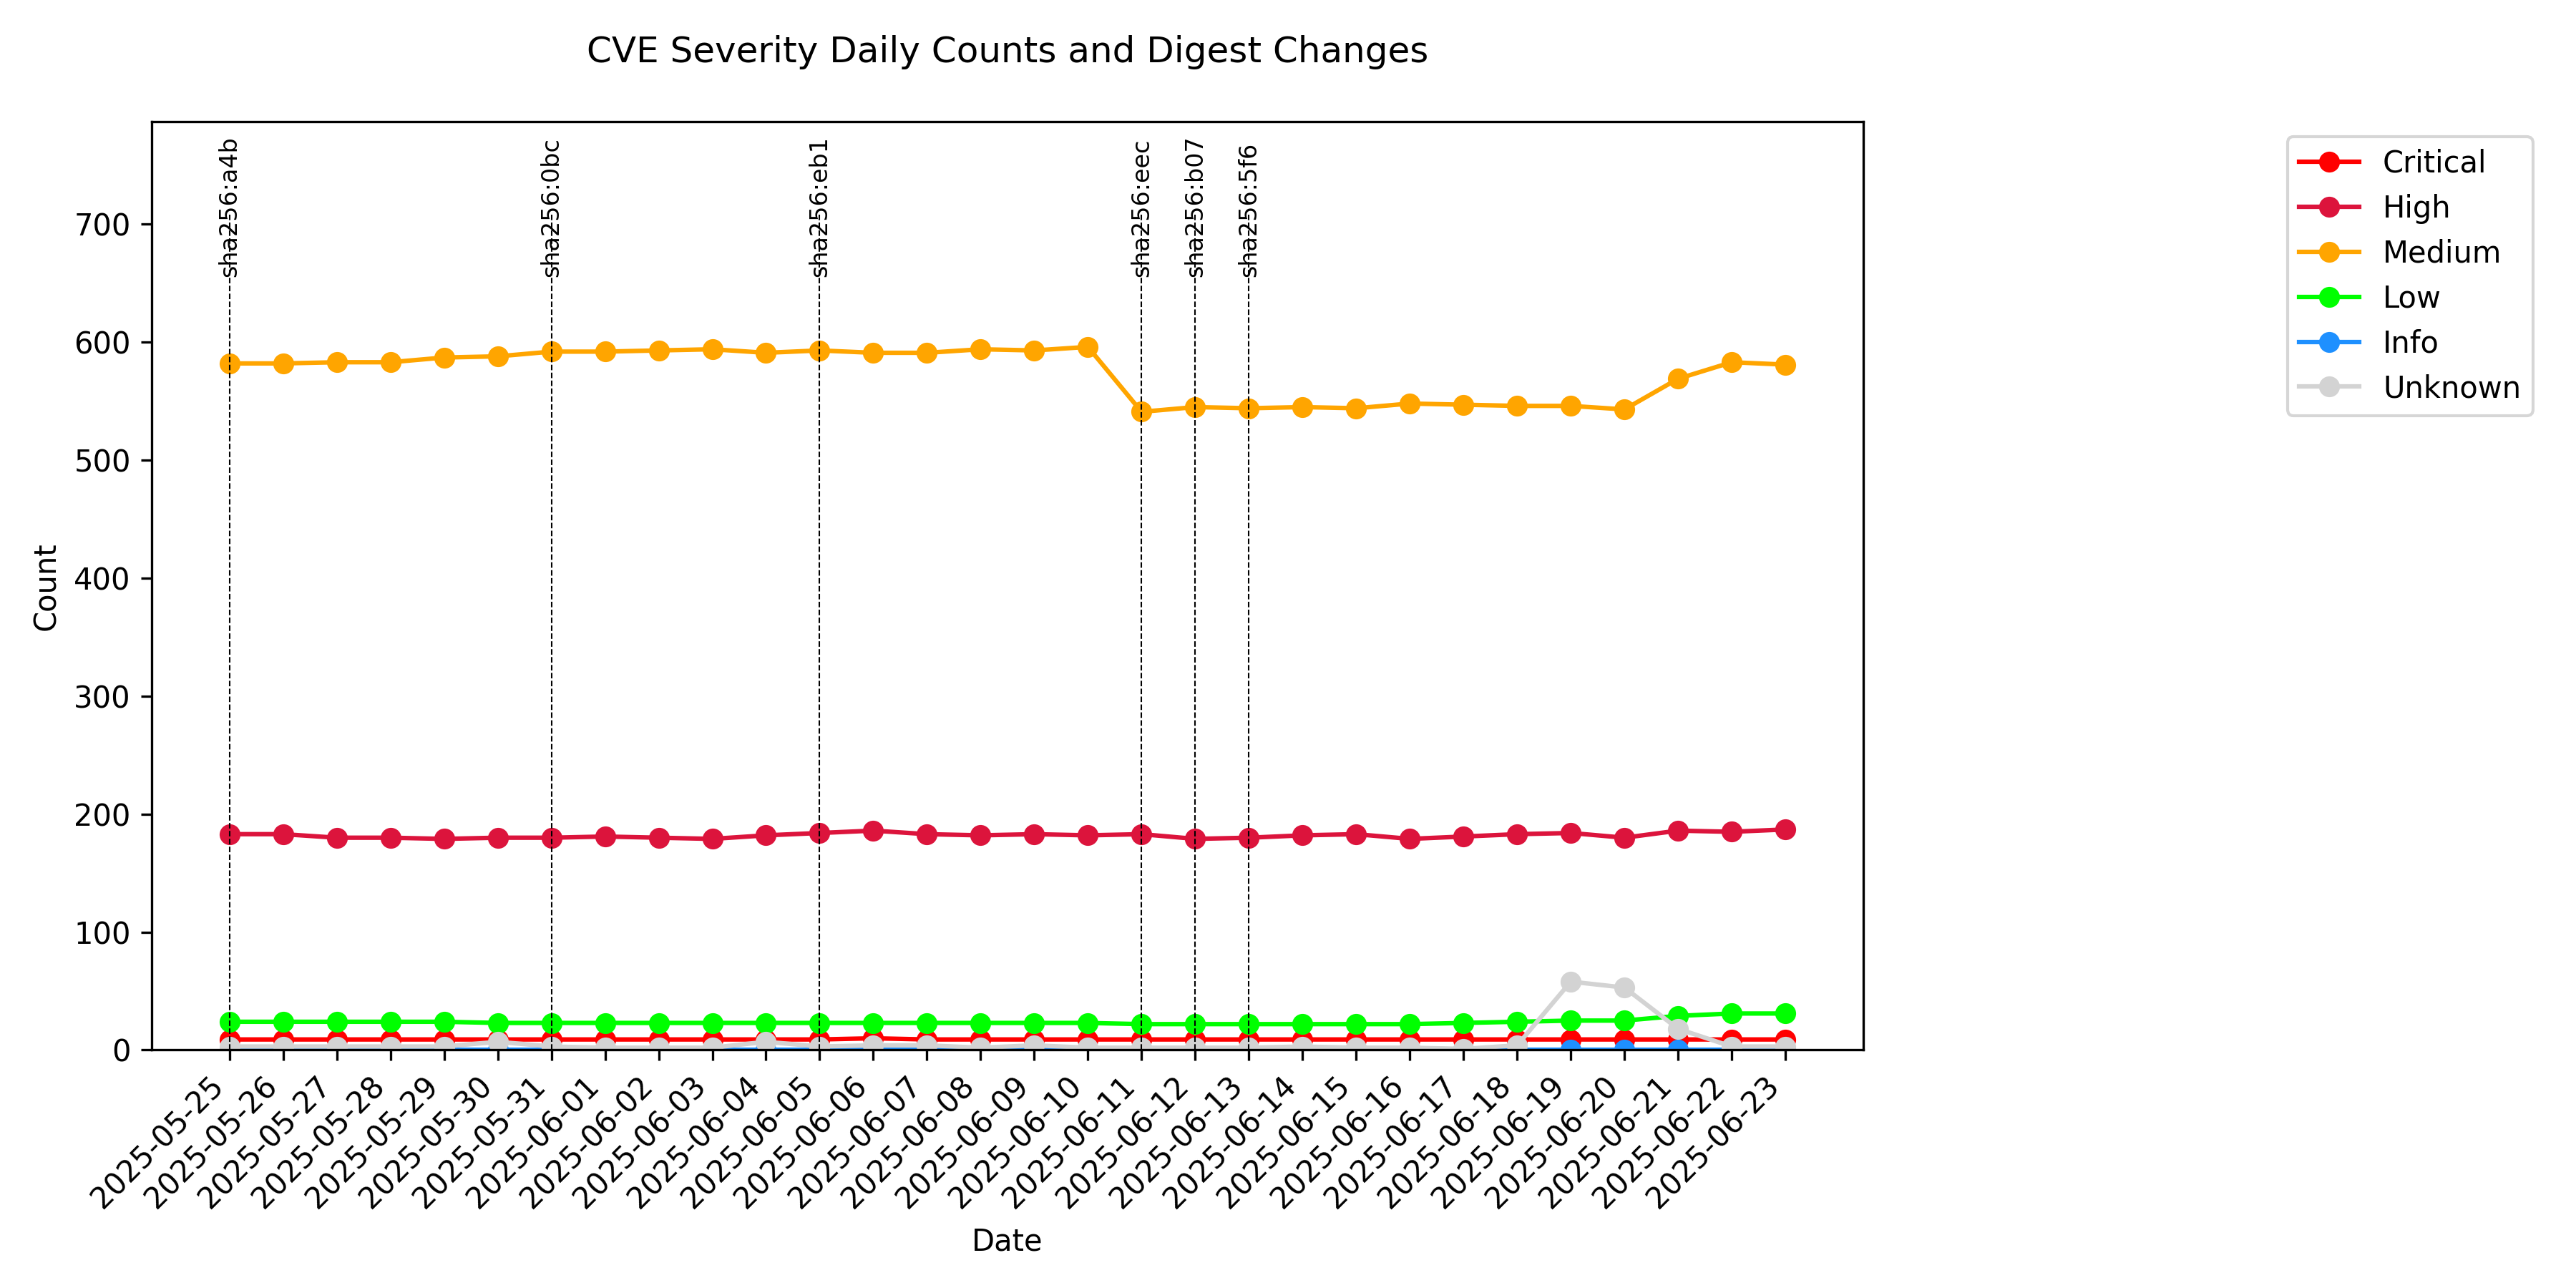 CVE Severity Daily Counts and Digest Changes
sha256:a4b
sha256:0bc
sha256:eb1
sha256:eec
sha256:b07
sha256:5f6
Critical
High
Medium
Low
Info
Unknown
Count
700
600
500
400
300
200
100
0
2025-05-25
2025-05-26
2025-05-27
2025-05-28
2025-05-29
2025-05-30
2025-05-31
2025-06-01
2025-06-02
2025-06-03
2025-06-04
2025-06-05
2025-06-06
2025-06-07
2025-06-08
2025-06-09
2025-06-10
2025-06-11
2025-06-12
2025-06-13
2025-06-14
2025-06-15
2025-06-16
2025-06-17
2025-06-18
2025-06-19
2025-06-20
2025-06-21
2025-06-22
2025-06-23
Date